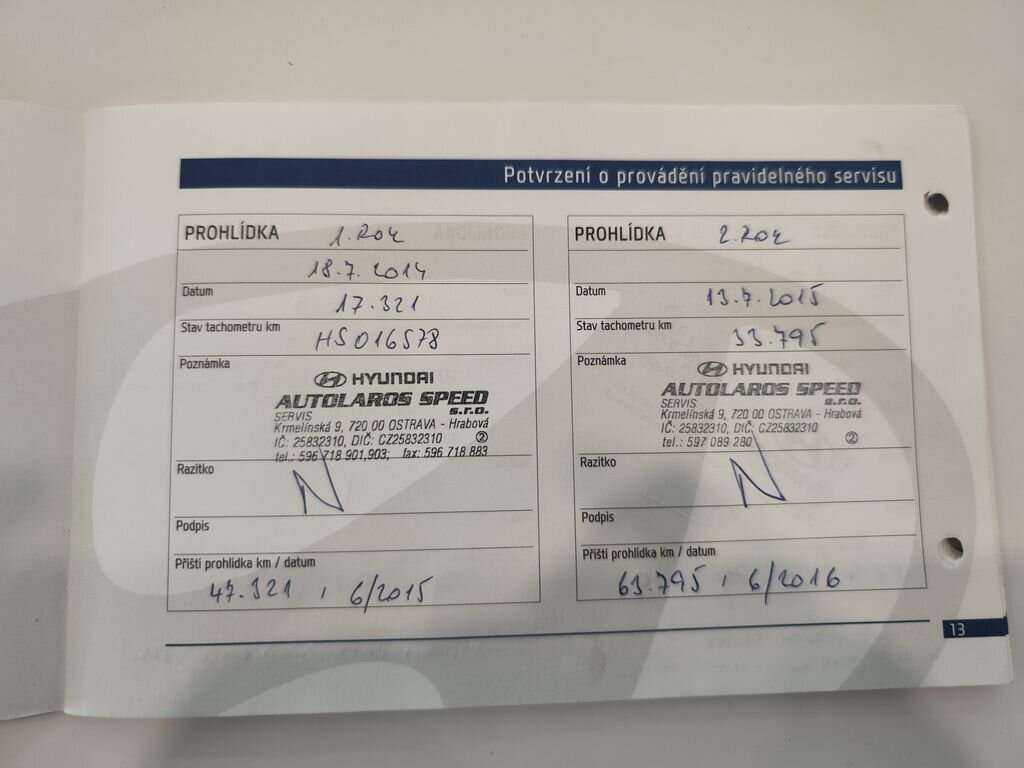 Potvrzení o provádění pravidelného servisu
PROHLÍDKA 1. ROK
18.7.2014
Datum
17.321
Stav tachometru km
HS016578
Poznámka
HYUNDAI
AUTOLAROS SPEED
s.r.o.
SERVIS
Krmelínská 9, 720 00 OSTRAVA - Hrabová
IČ: 25832310, DIČ: CZ25832310 2
tel.: 596 718 901,903; fax: 596 718 883
Razítko
Podpis
Příští prohlídka km / datum
47.321 , 6/2015
PROHLÍDKA 2. ROK
Datum
13.7.2015
Stav tachometru km
33.795
Poznámka
HYUNDAI
AUTOLAROS SPEED
s.r.o.
SERVIS
Krmelínská 9, 720 00 OSTRAVA - Hrabová
IČ: 25832310, DIČ: CZ25832310
tel.: 597 089 280 2
Razítko
Podpis
Příští prohlídka km / datum
63.795 , 6/2016
13